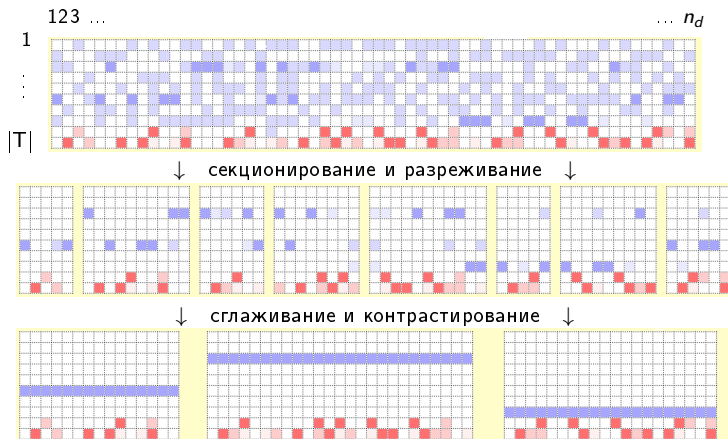 123 ... ... n_d
1
⋮
|T|
↓ секционирование и разреживание ↓
↓ сглаживание и контрастирование ↓